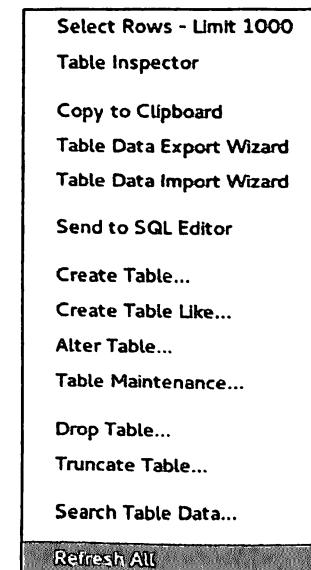 Select Rows - Limit 1000
Table Inspector
Copy to Clipboard
Table Data Export Wizard
Table Data Import Wizard
Send to SQL Editor
Create Table...
Create Table Like...
Alter Table...
Table Maintenance...
Drop Table...
Truncate Table...
Search Table Data...
Refresh All